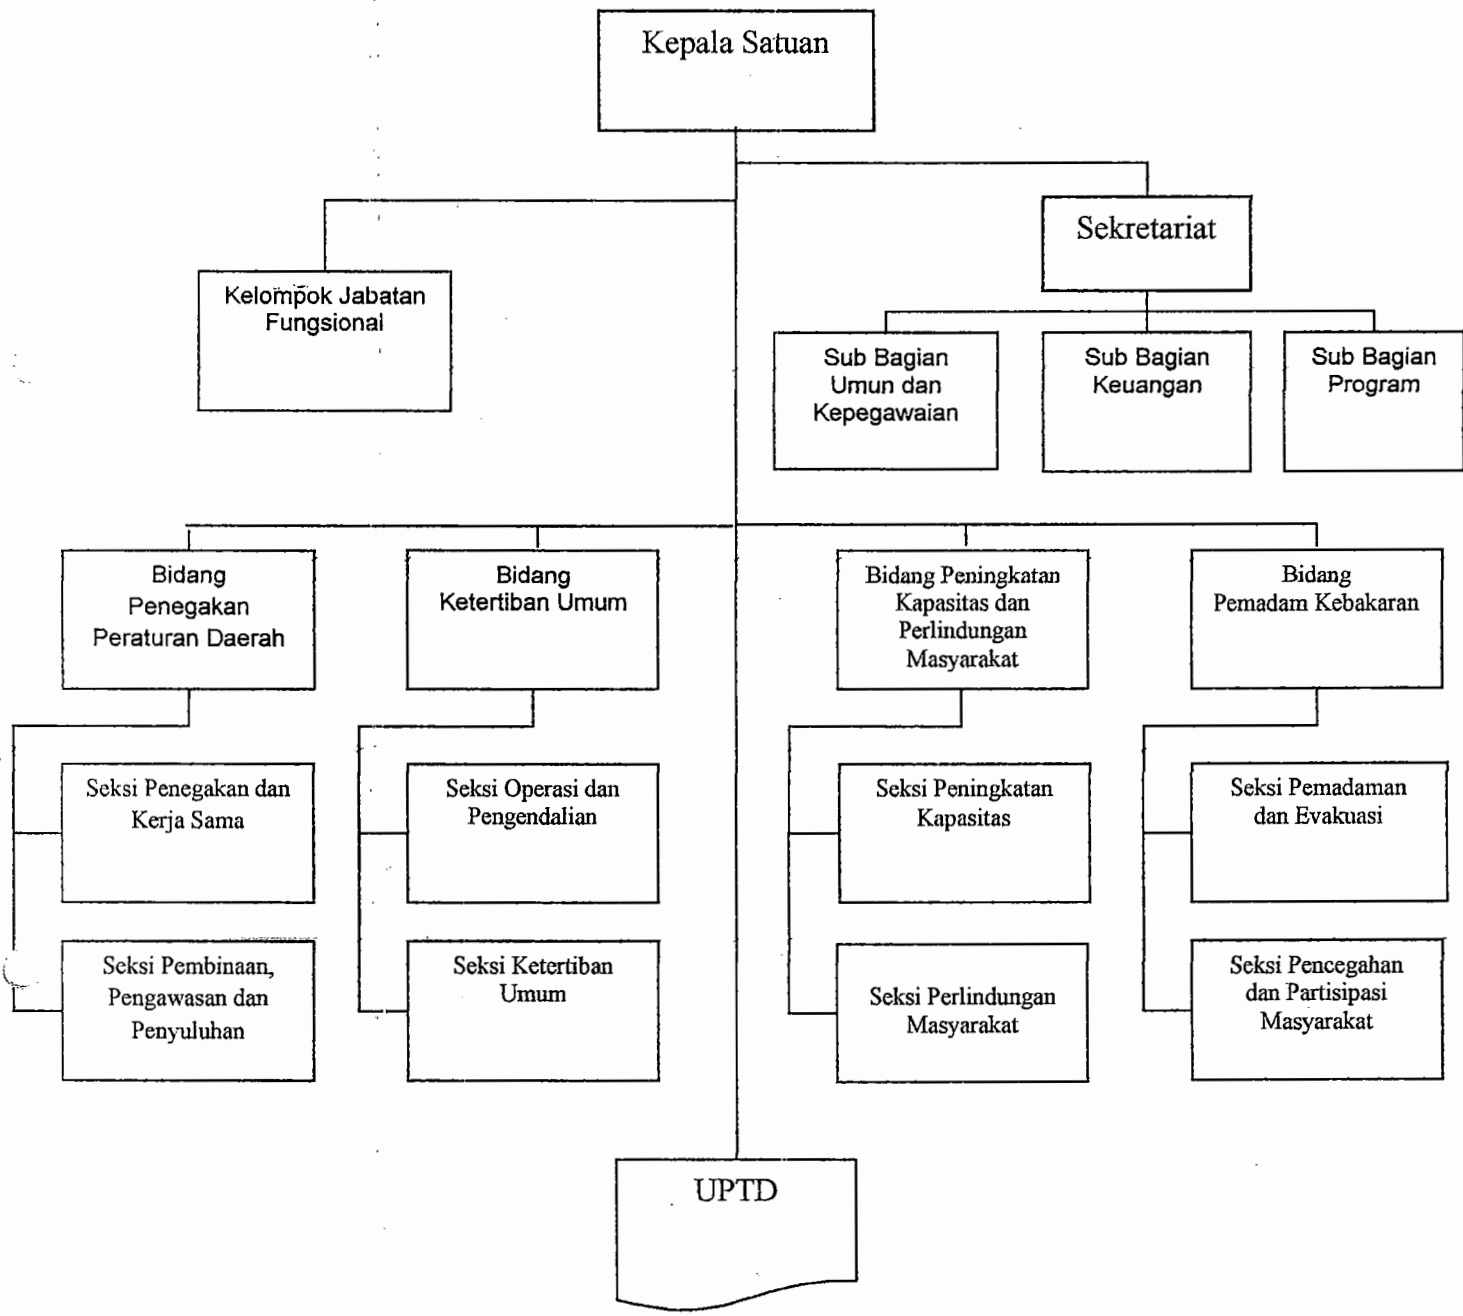 Kepala Satuan
Sekretariat
Kelompok Jabatan
Fungsional
Sub Bagian
Umun dan
Kepegawaian
Sub Bagian
Keuangan
Sub Bagian
Program
Bidang
Penegakan
Peraturan Daerah
Bidang
Ketertiban Umum
Bidang Peningkatan
Kapasitas dan
Perlindungan
Masyarakat
Bidang
Pemadam Kebakaran
Seksi Penegakan dan
Kerja Sama
Seksi Operasi dan
Pengendalian
Seksi Peningkatan
Kapasitas
Seksi Pemadaman
dan Evakuasi
Seksi Pembinaan,
Pengawasan dan
Penyuluhan
Seksi Ketertiban
Umum
Seksi Perlindungan
Masyarakat
Seksi Pencegahan
dan Partisipasi
Masyarakat
UPTD